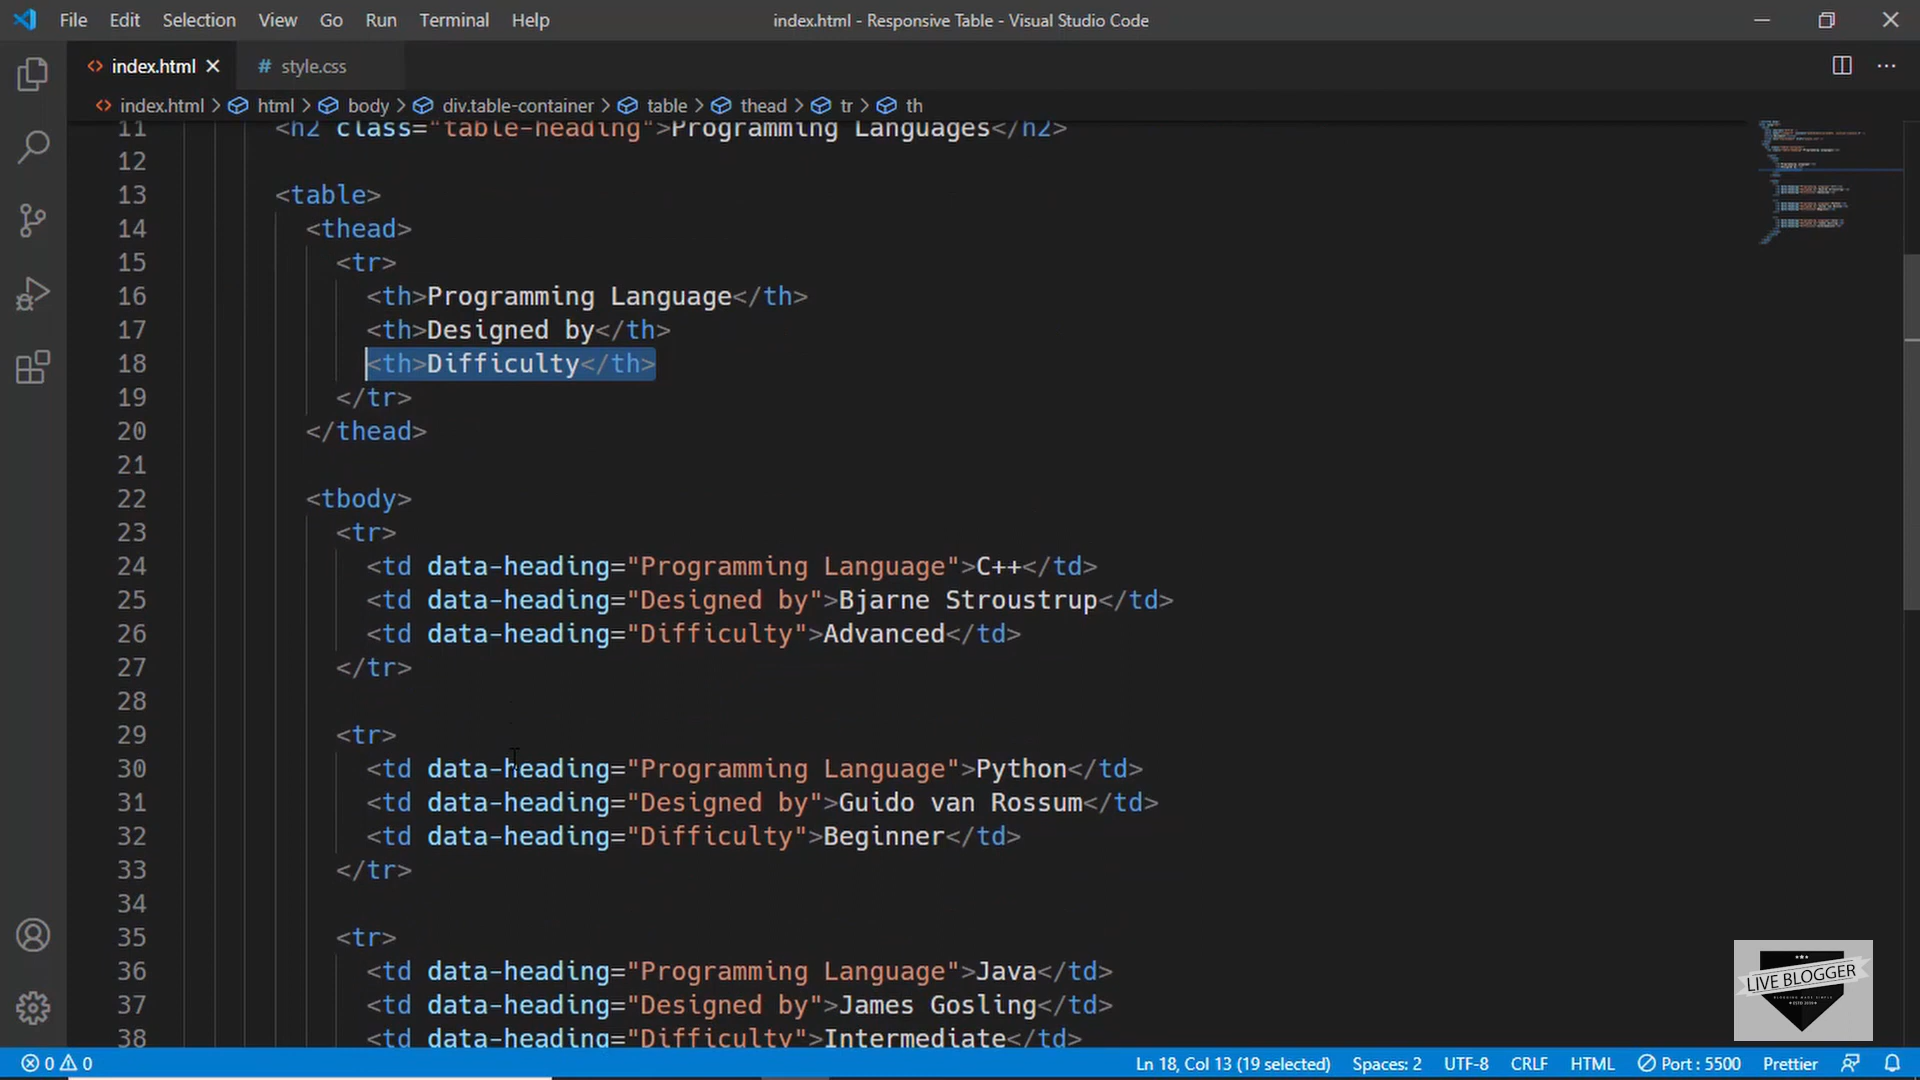 File Edit Selection View Go Run Terminal Help index.html - Responsive Table - Visual Studio Code
index.html style.css
index.html > html > body > div.table-container > table > thead > tr > th
11 <h2 class="table-heading">Programming Languages</h2>
12
13 <table>
14 <thead>
15 <tr>
16 <th>Programming Language</th>
17 <th>Designed by</th>
18 <th>Difficulty</th>
19 </tr>
20 </thead>
21
22 <tbody>
23 <tr>
24 <td data-heading="Programming Language">C++</td>
25 <td data-heading="Designed by">Bjarne Stroustrup</td>
26 <td data-heading="Difficulty">Advanced</td>
27 </tr>
28
29 <tr>
30 <td data-heading="Programming Language">Python</td>
31 <td data-heading="Designed by">Guido van Rossum</td>
32 <td data-heading="Difficulty">Beginner</td>
33 </tr>
34
35 <tr>
36 <td data-heading="Programming Language">Java</td>
37 <td data-heading="Designed by">James Gosling</td>
38 <td data-heading="Difficulty">Intermediate</td>
LIVE BLOGGER
0 0 Ln 18, Col 13 (19 selected) Spaces: 2 UTF-8 CRLF HTML Port : 5500 Prettier